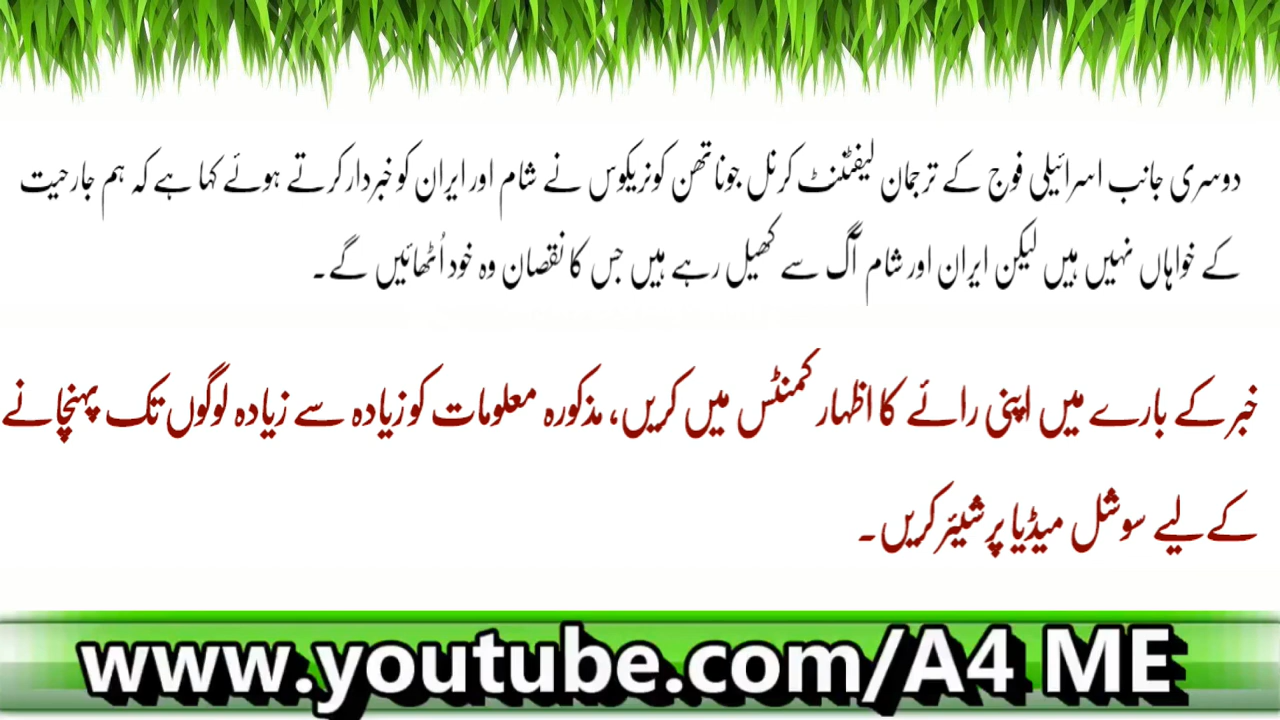 دوسری جانب اسرائیلی فوج کے ترجمان لیفٹننٹ کرنل جوناتھن کونریکوس نے شام اور ایران کو خبردار کرتے ہوئے کہا ہے کہ ہم جارحیت
کے خواہاں نہیں ہیں لیکن ایران اور شام آگ سے کھیل رہے ہیں جس کا نقصان وہ خود اُٹھائیں گے۔
خبر کے بارے میں اپنی رائے کا اظہار کمنٹس میں کریں، مذکورہ معلومات کو زیادہ سے زیادہ لوگوں تک پہنچانے
کے لیے سوشل میڈیا پر شیئر کریں۔
www.youtube.com/A4 ME